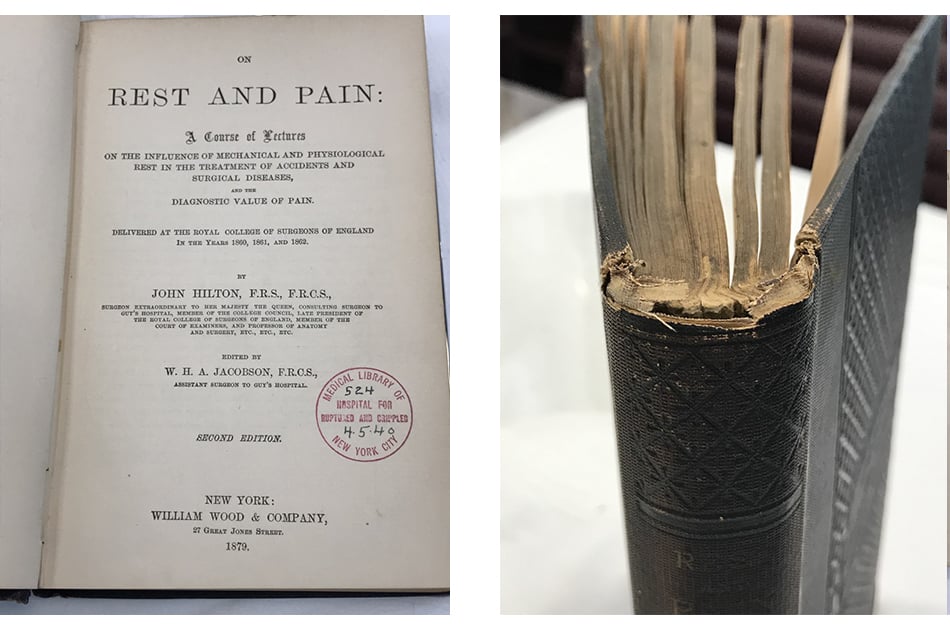 ON
REST AND PAIN:
A Course of Lectures
ON THE INFLUENCE OF MECHANICAL AND PHYSIOLOGICAL
REST IN THE TREATMENT OF ACCIDENTS AND
SURGICAL DISEASES,
AND THE
DIAGNOSTIC VALUE OF PAIN.
DELIVERED AT THE ROYAL COLLEGE OF SURGEONS OF ENGLAND
IN THE YEARS 1860, 1861, AND 1862.
BY
JOHN HILTON, F.R.S., F.R.C.S.,
SURGEON EXTRAORDINARY TO HER MAJESTY THE QUEEN, CONSULTING SURGEON TO
GUY'S HOSPITAL, MEMBER OF THE COLLEGE COUNCIL, LATE PRESIDENT OF
THE ROYAL COLLEGE OF SURGEONS OF ENGLAND, MEMBER OF THE
COURT OF EXAMINERS, AND PROFESSOR OF ANATOMY
AND SURGERY, ETC., ETC., ETC.
EDITED BY
W. H. A. JACOBSON, F.R.C.S.,
ASSISTANT SURGEON TO GUY'S HOSPITAL.
MEDICAL LIBRARY OF
524
HOSPITAL FOR
RUPTURED AND CRIPPLED
4.5.40
NEW YORK CITY
SECOND EDITION.
NEW YORK:
WILLIAM WOOD & COMPANY,
27 GREAT JONES STREET.
1879.
R
E